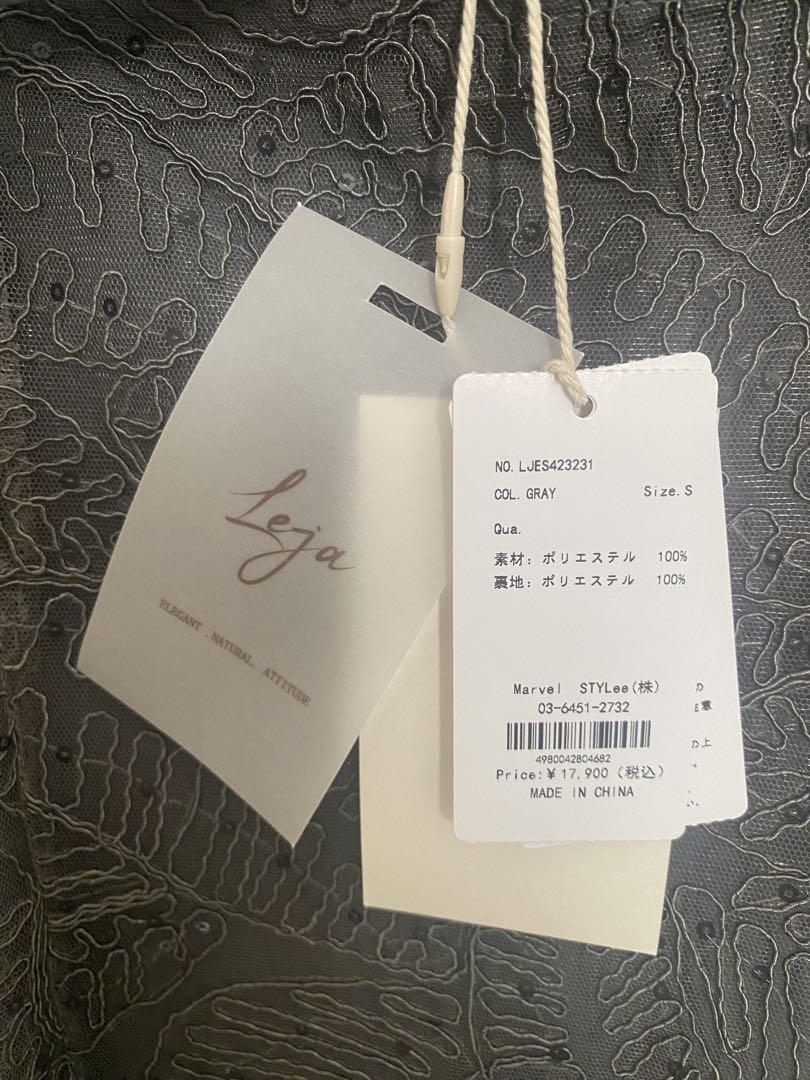 Leja
ELEGANT .NATURAL. ATTITUDE
NO. LJES423231
COL. GRAY Size. S
Qua.
素材: ポリエステル 100%
裏地: ポリエステル 100%
Marvel STYLee(株)
03-6451-2732
4980042804682
Price:¥17,900 (税込)
MADE IN CHINA